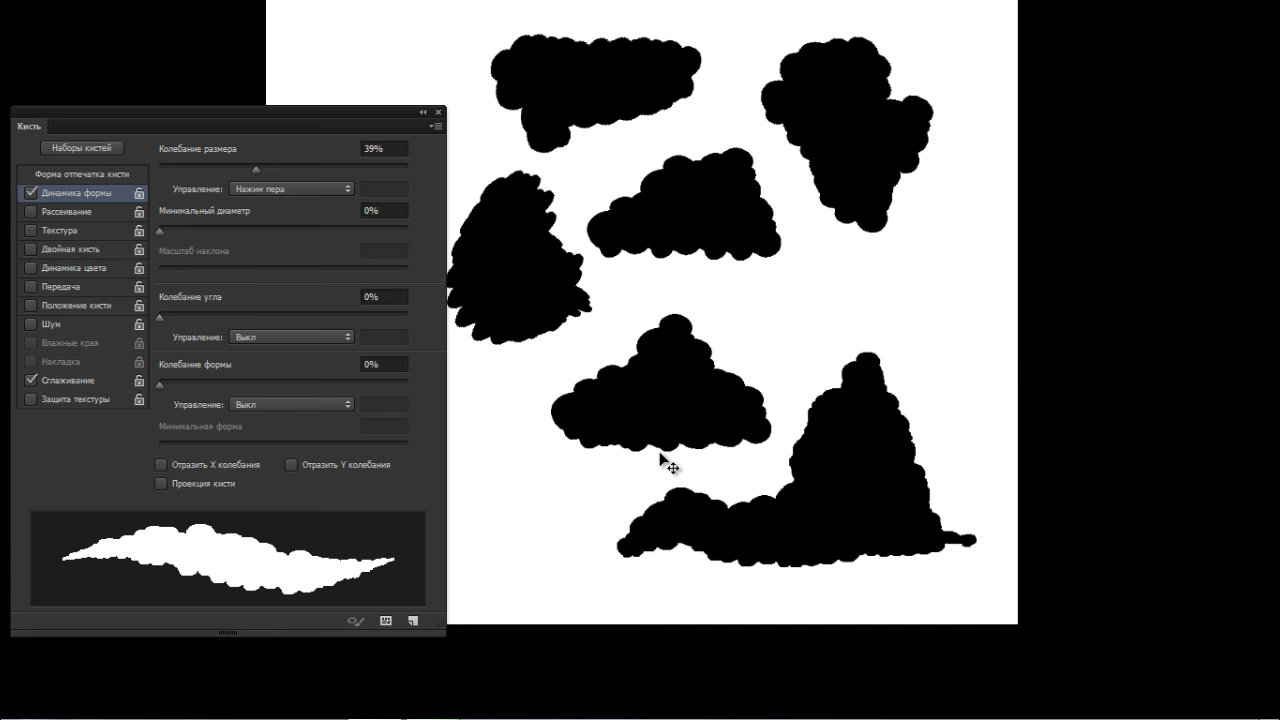 Кисть
Наборы кистей
Форма отпечатка кисти
Динамика формы
Рассеивание
Текстура
Двойная кисть
Динамика цвета
Передача
Положение кисти
Шум
Влажные края
Накладка
Сглаживание
Защита текстуры
Колебание размера 39%
Управление: Нажим пера
Минимальный диаметр 0%
Масштаб наклона
Колебание угла 0%
Управление: Выкл
Колебание формы 0%
Управление: Выкл
Минимальная форма
Отразить X колебания Отразить Y колебания
Проекция кисти